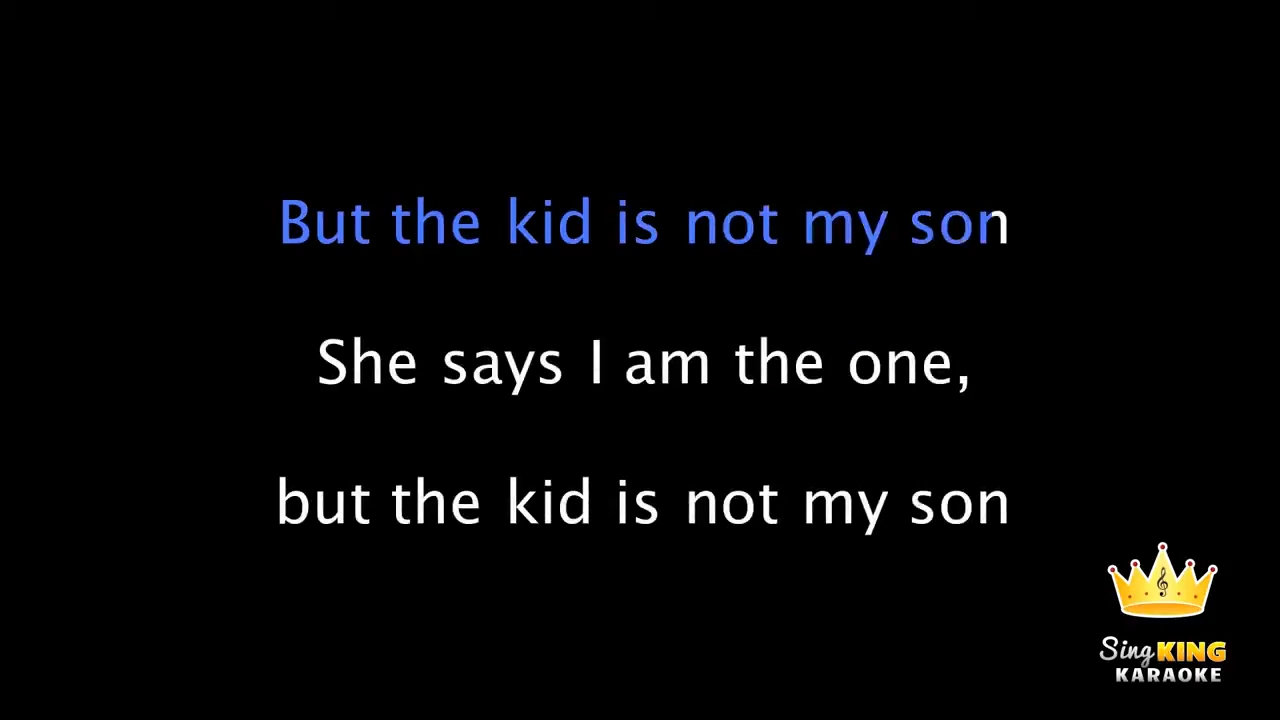 But the kid is not my son
She says I am the one,
but the kid is not my son
Sing KING
KARAOKE